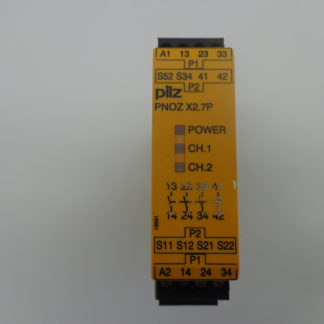 A1 13 23 33
P1
S52 S34 41 42
P2
pilz
PNOZ X2.7P
POWER
CH.1
CH.2
13 23 33 41
14 24 34 42
P2
S11 S12 S21 S22
P1
A2 14 24 34